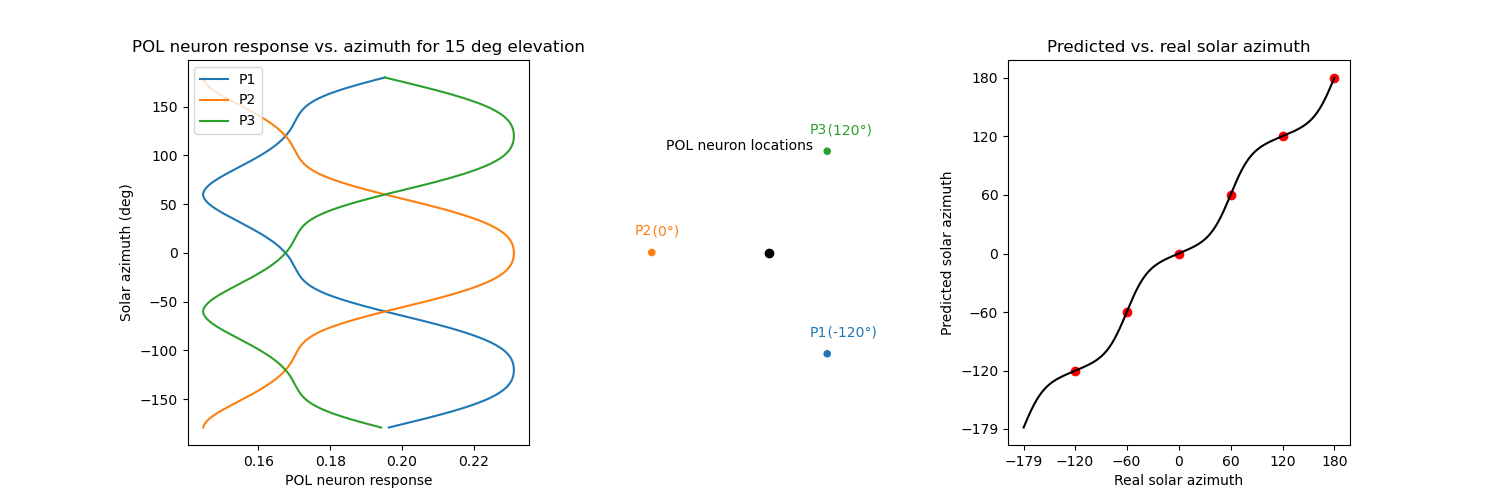 POL neuron response vs. azimuth for 15 deg elevation
P1
P2
P3
Solar azimuth (deg)
150
100
50
0
−50
−100
−150
0.16 0.18 0.20 0.22
POL neuron response
P3(120°)
POL neuron locations
P2(0°)
P1(-120°)
Predicted vs. real solar azimuth
Predicted solar azimuth
180
120
60
0
−60
−120
−179
−179 −120 −60 0 60 120 180
Real solar azimuth